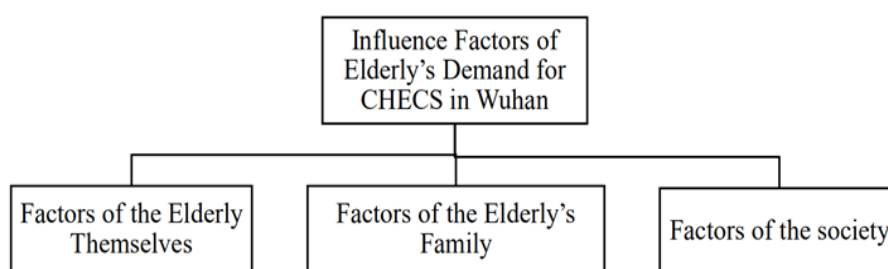 Influence Factors of
Elderly’s Demand for
CHECS in Wuhan
Factors of the Elderly
Themselves
Factors of the Elderly’s
Family
Factors of the society